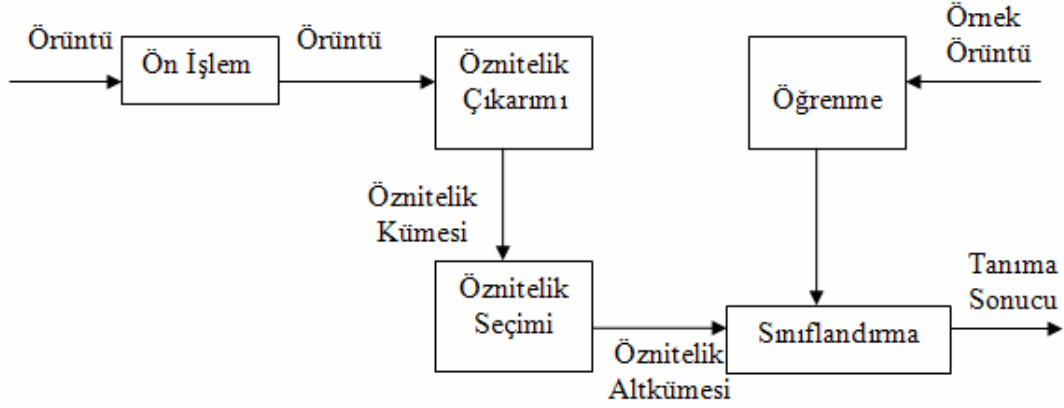 Örüntü
Ön İşlem
Örüntü
Öznitelik
Çıkarımı
Öğrenme
Örnek
Örüntü
Öznitelik
Kümesi
Öznitelik
Seçimi
Öznitelik
Altkümesi
Sınıflandırma
Tanıma
Sonucu